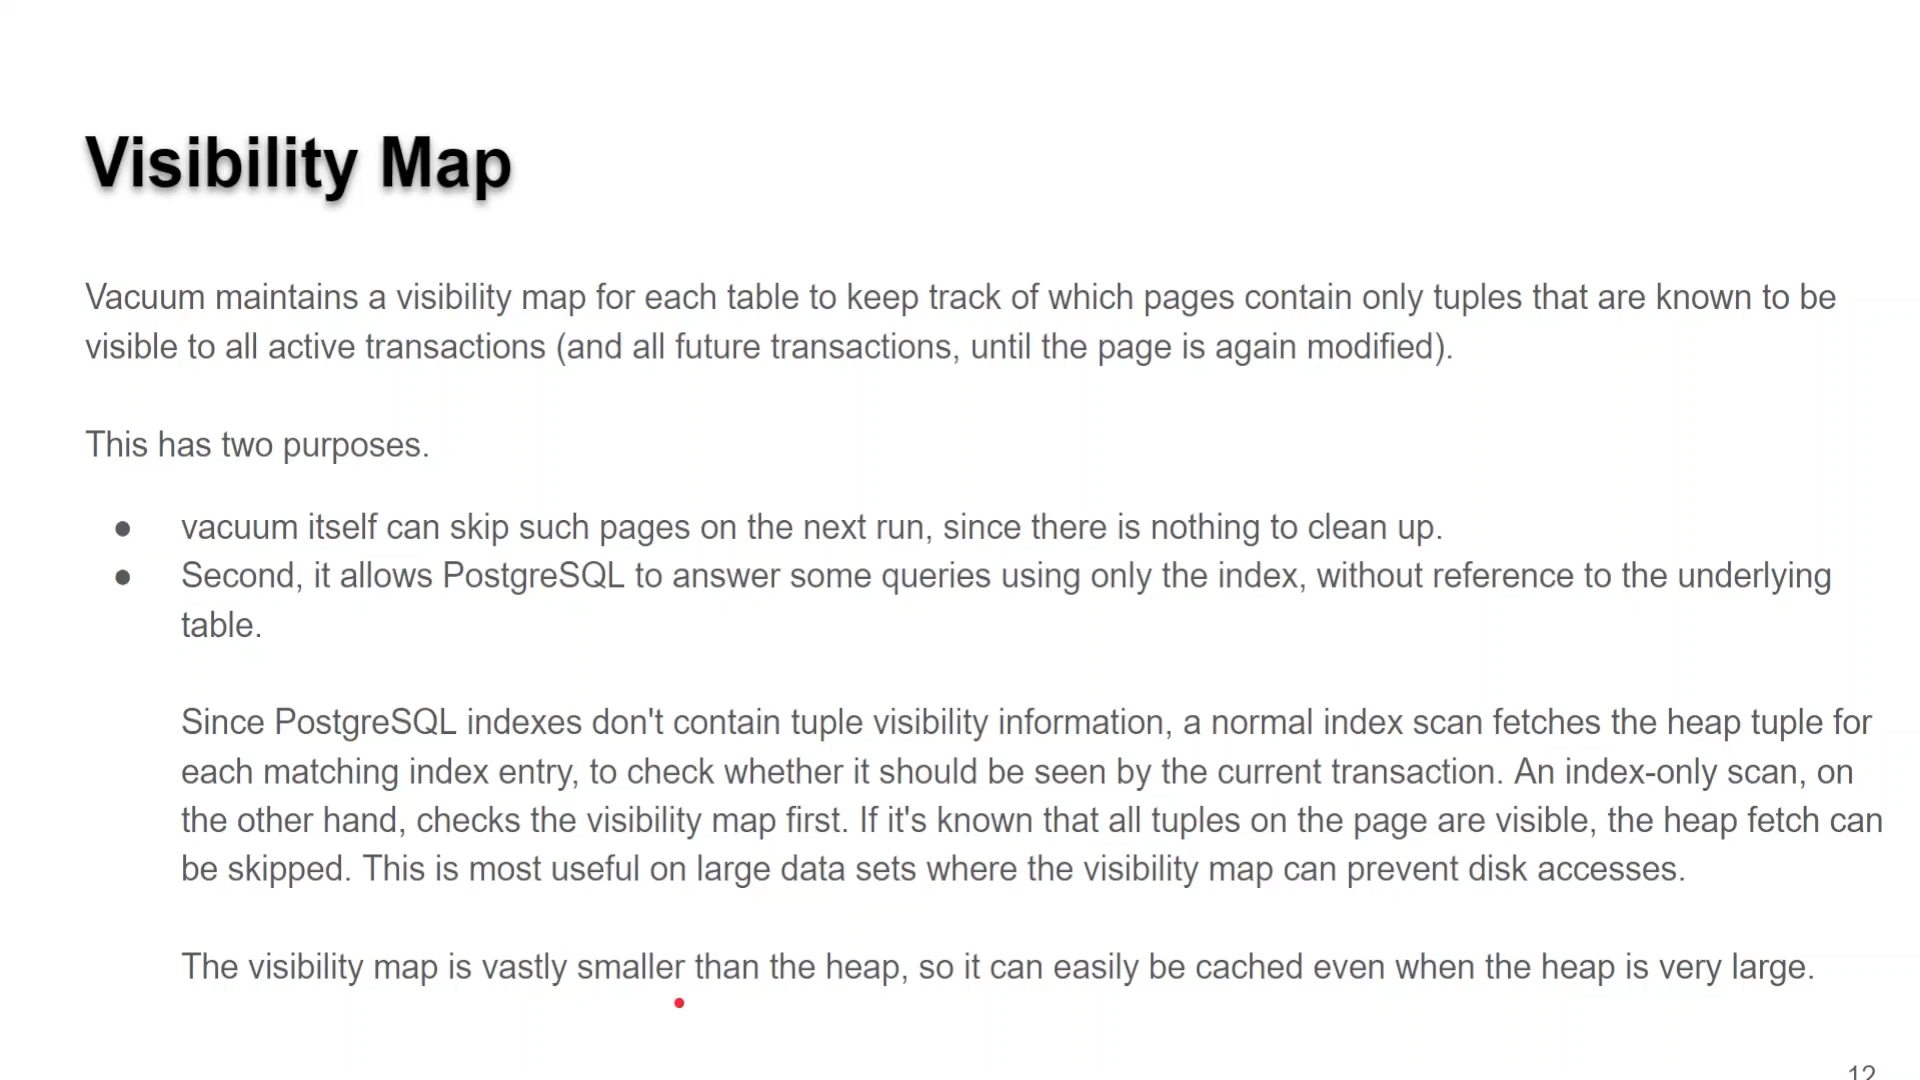 Visibility Map
Vacuum maintains a visibility map for each table to keep track of which pages contain only tuples that are known to be
visible to all active transactions (and all future transactions, until the page is again modified).
This has two purposes.
● vacuum itself can skip such pages on the next run, since there is nothing to clean up.
● Second, it allows PostgreSQL to answer some queries using only the index, without reference to the underlying
table.
Since PostgreSQL indexes don't contain tuple visibility information, a normal index scan fetches the heap tuple for
each matching index entry, to check whether it should be seen by the current transaction. An index-only scan, on
the other hand, checks the visibility map first. If it's known that all tuples on the page are visible, the heap fetch can
be skipped. This is most useful on large data sets where the visibility map can prevent disk accesses.
The visibility map is vastly smaller than the heap, so it can easily be cached even when the heap is very large.
12